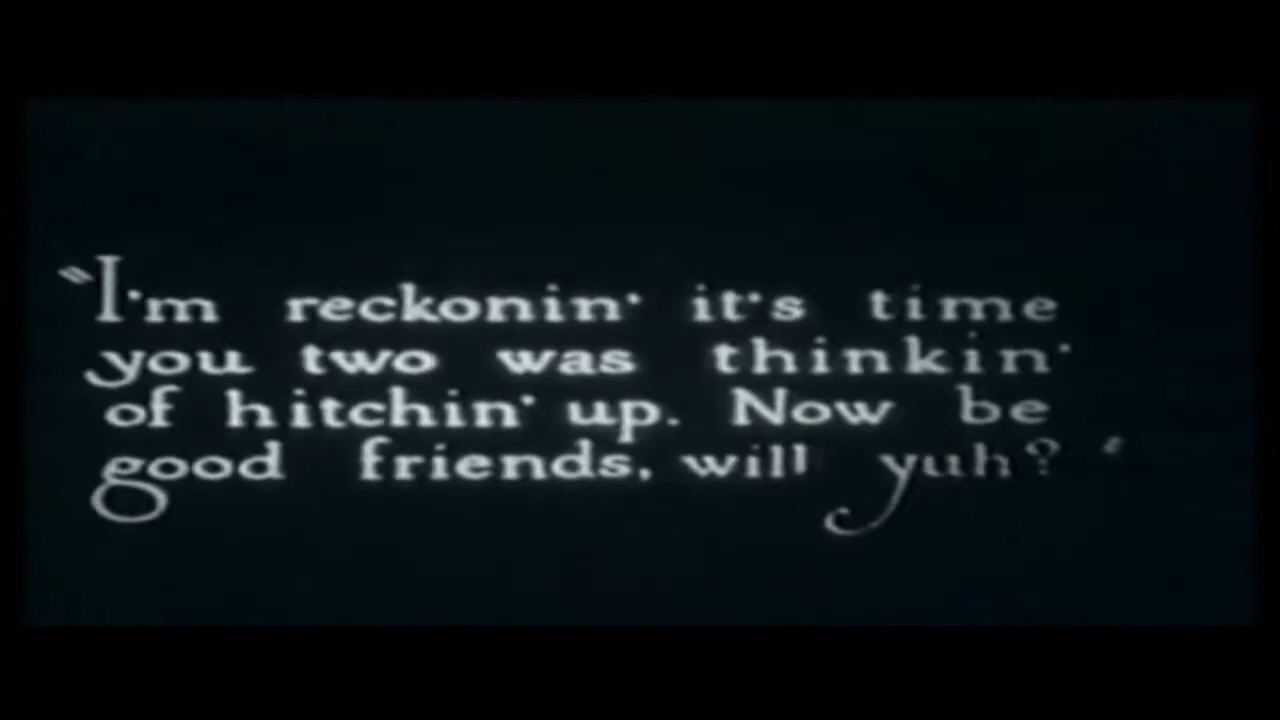 "I'm reckonin' it's time
you two was thinkin'
of hitchin' up. Now be
good friends, will yuh?"